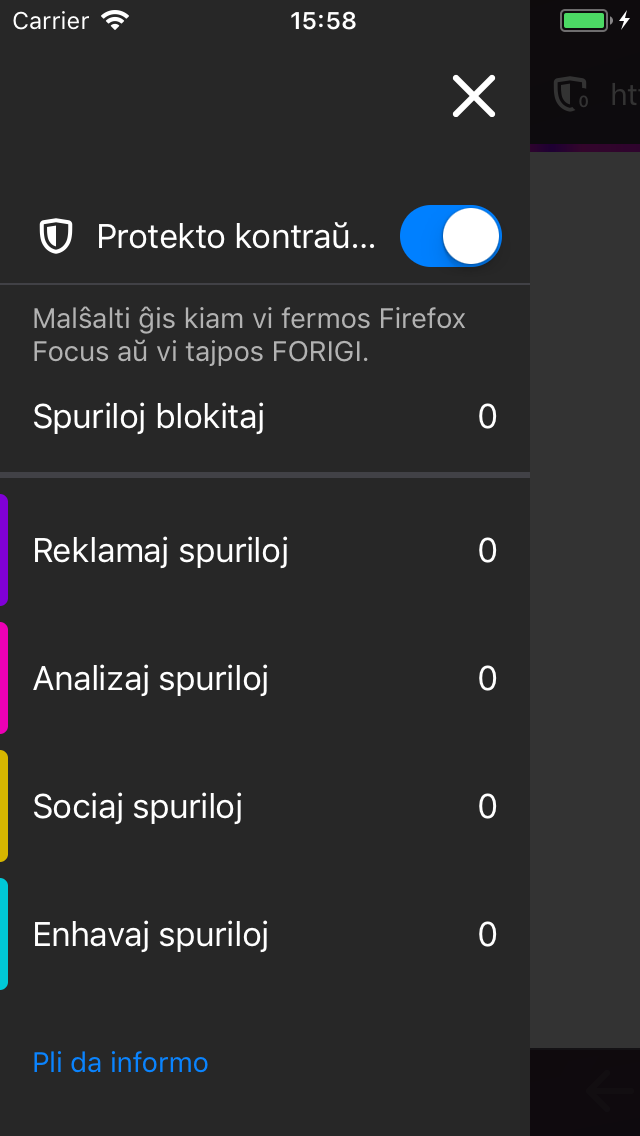 Carrier 15:58
0 ht
Protekto kontraŭ...
Malŝalti ĝis kiam vi fermos Firefox
Focus aŭ vi tajpos FORIGI.
Spuriloj blokitaj 0
Reklamaj spuriloj 0
Analizaj spuriloj 0
Sociaj spuriloj 0
Enhavaj spuriloj 0
Pli da informo